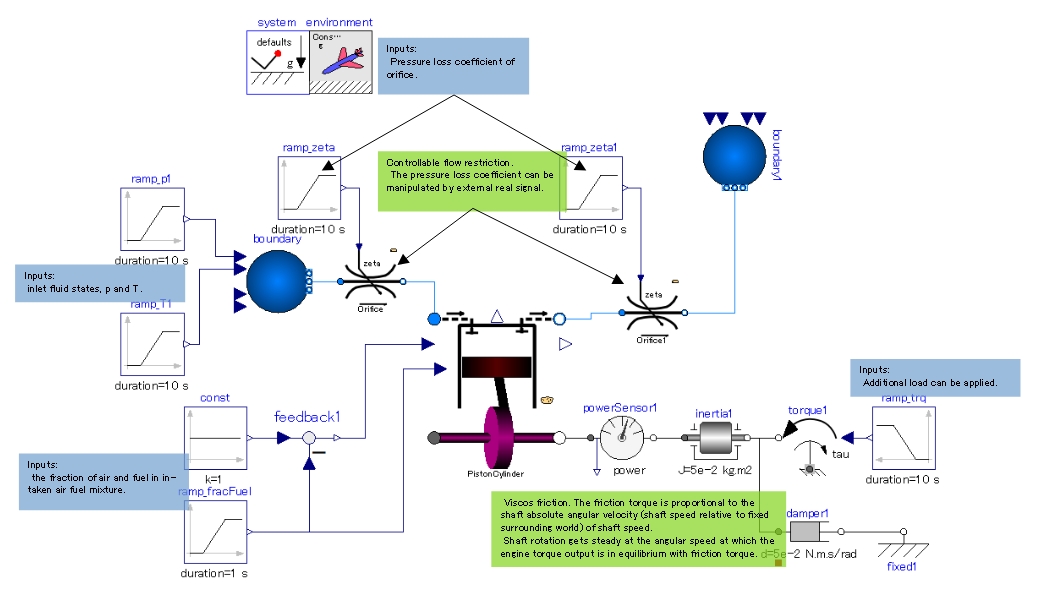 system environment
defaults
g
Cons...
g
Inputs:
Pressure loss coefficient of
orifice.
ramp_zeta
duration=10 s
Controllable flow restriction.
The pressure loss coefficient can be
manipulated by external real signal.
ramp_zeta1
duration=10 s
boundary1
ramp_p1
duration=10 s
boundary
Inputs:
inlet fluid states, p and T.
ramp_T1
duration=10 s
zeta
Orifice
zeta
Orifice1
Inputs:
Additional load can be applied.
const
k=1
feedback1
PistonCylinder
powerSensor1
power
inertia1
J=5e-2 kg.m2
torque1
tau
ramp_trq
duration=10 s
Inputs:
the fraction of air and fuel in in-
taken air fuel mixture.
ramp_fracFuel
duration=1 s
Viscos friction. The friction torque is proportional to the
shaft absolute angular velocity (shaft speed relative to fixed
surrounding world) of shaft speed.
Shaft rotation gets steady at the angular speed at which the
engine torque output is in equilibrium with friction torque.
damper1
d=5e-2 N.m.s/rad
fixed1